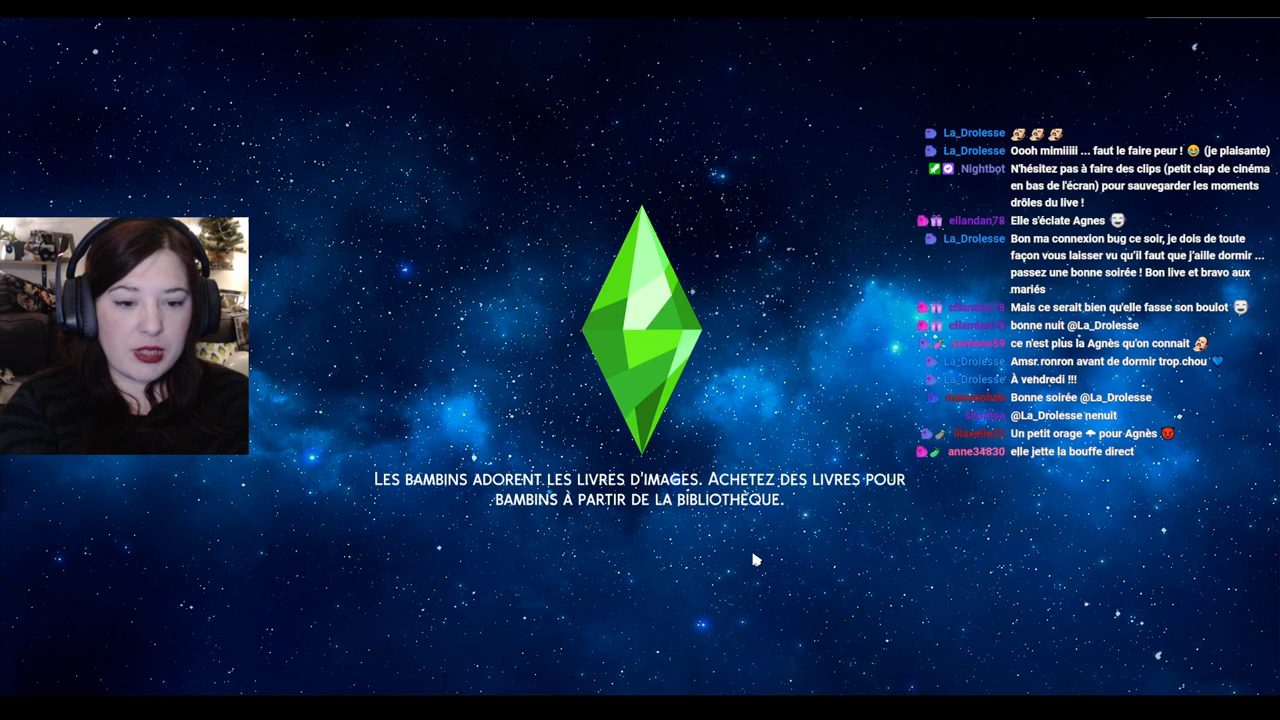 La_Drolesse
La_Drolesse Oooh mimiiiii ... faut le faire peur ! (je plaisante)
Nightbot N'hésitez pas à faire des clips (petit clap de cinéma
en bas de l'écran) pour sauvegarder les moments
drôles du live !
ellandan78 Elle s'éclate Agnes
La_Drolesse Bon ma connexion bug ce soir, je dois de toute
façon vous laisser vu qu'il faut que j'aille dormir ...
passez une bonne soirée ! Bon live et bravo aux
mariés
ellandan78 Mais ce serait bien qu'elle fasse son boulot
ellandan78 bonne nuit @La_Drolesse
ce n'est plus la Agnès qu'on connait
La_Drolesse Amsr ronron avant de dormir trop chou
La_Drolesse À vendredi !!!
Bonne soirée @La_Drolesse
@La_Drolesse nenuit
Un petit orage pour Agnès
anne34830 elle jette la bouffe direct
Les bambins adorent les livres d'images. Achetez des livres pour
bambins à partir de la bibliothèque.